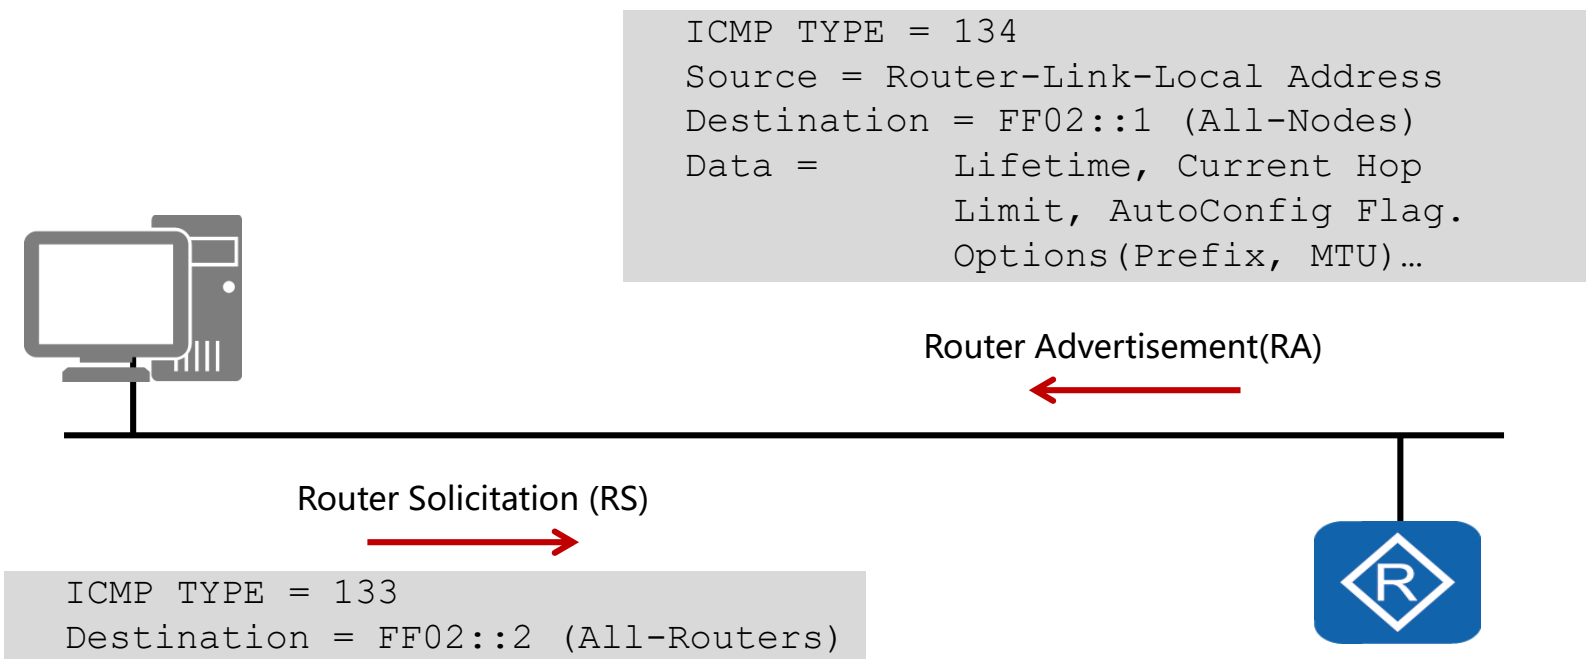 ICMP TYPE = 134
Source = Router-Link-Local Address
Destination = FF02::1 (All-Nodes)
Data = Lifetime, Current Hop
Limit, AutoConfig Flag.
Options(Prefix, MTU)…
Router Advertisement(RA)
Router Solicitation (RS)
R
ICMP TYPE = 133
Destination = FF02::2 (All-Routers)